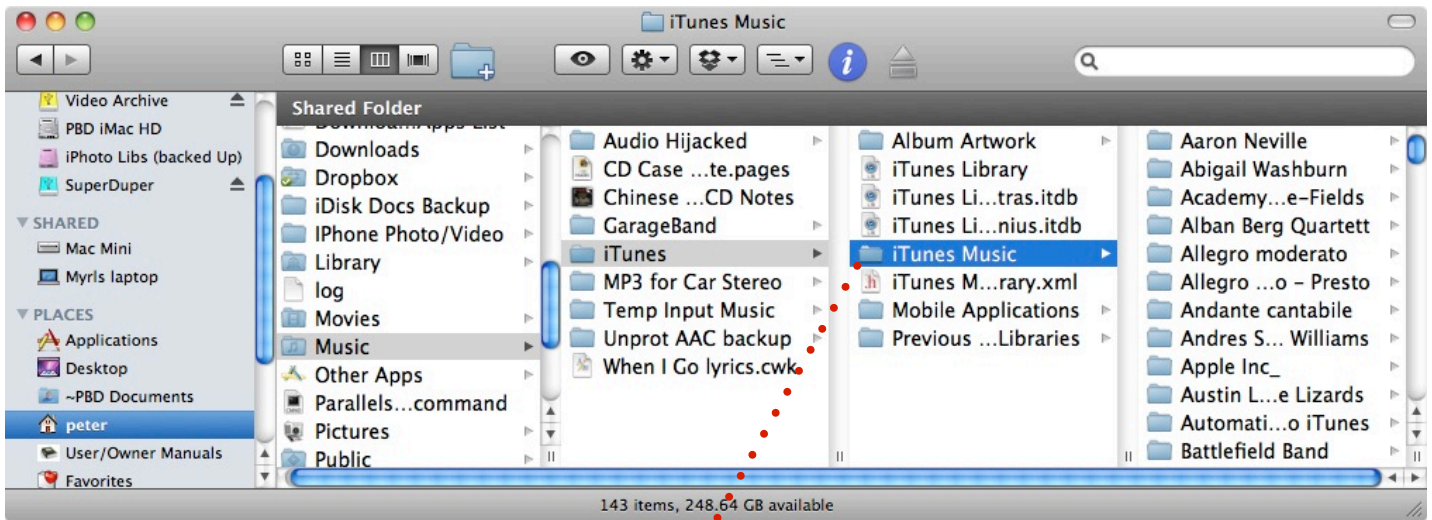 iTunes Music
Shared Folder
Video Archive
PBD iMac HD
iPhoto Libs (backed Up)
SuperDuper
SHARED
Mac Mini
Myrls laptop
PLACES
Applications
Desktop
~PBD Documents
peter
User/Owner Manuals
Favorites
Downloads
Dropbox
iDisk Docs Backup
IPhone Photo/Video
Library
log
Movies
Music
Other Apps
Parallels...command
Pictures
Public
Audio Hijacked
CD Case ...te.pages
Chinese ...CD Notes
GarageBand
iTunes
MP3 for Car Stereo
Temp Input Music
Unprot AAC backup
When I Go lyrics.cwk
Album Artwork
iTunes Library
iTunes Li...tras.itdb
iTunes Li...nius.itdb
iTunes Music
iTunes M...rary.xml
Mobile Applications
Previous ...Libraries
Aaron Neville
Abigail Washburn
Academy...e-Fields
Alban Berg Quartett
Allegro moderato
Allegro ...o – Presto
Andante cantabile
Andres S... Williams
Apple Inc_
Austin L...e Lizards
Automati...o iTunes
Battlefield Band
143 items, 248.64 GB available